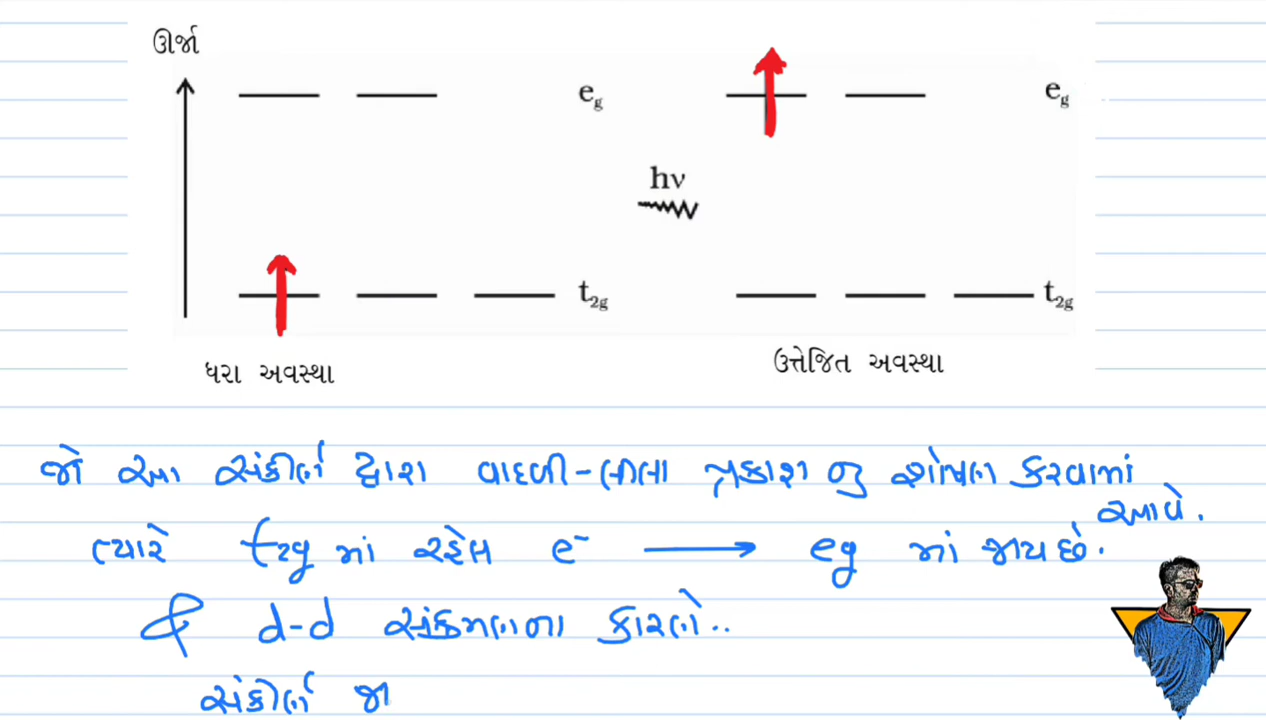 ઊર્જા
e_g
e_g
hν
t_2g
t_2g
ધરા અવસ્થા
ઉત્તેજિત અવસ્થા
જો આ સંકીર્ણ દ્વારા વાદળી-લીલા પ્રકાશ નુ શોષણ કરવામાં
આવે.
ત્યારે t2g માં રહેલ e⁻ ⟶ eg માં જાય છે.
& d-d સંક્રમણના કારણે..
સંકીર્ણ જા